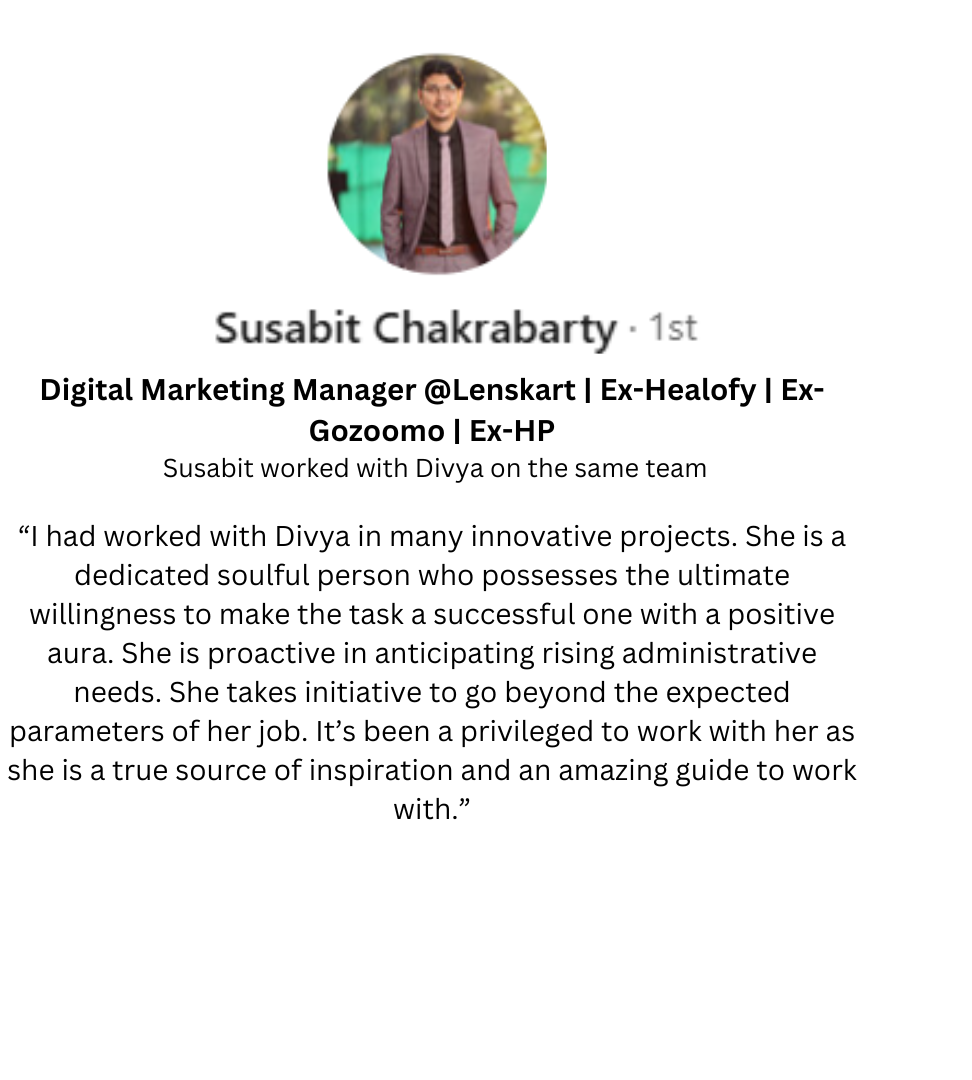 Susabit Chakrabarty · 1st
Digital Marketing Manager @Lenskart | Ex-Healofy | Ex-
Gozoomo | Ex-HP
Susabit worked with Divya on the same team
“I had worked with Divya in many innovative projects. She is a
dedicated soulful person who possesses the ultimate
willingness to make the task a successful one with a positive
aura. She is proactive in anticipating rising administrative
needs. She takes initiative to go beyond the expected
parameters of her job. It’s been a privileged to work with her as
she is a true source of inspiration and an amazing guide to work
with.”